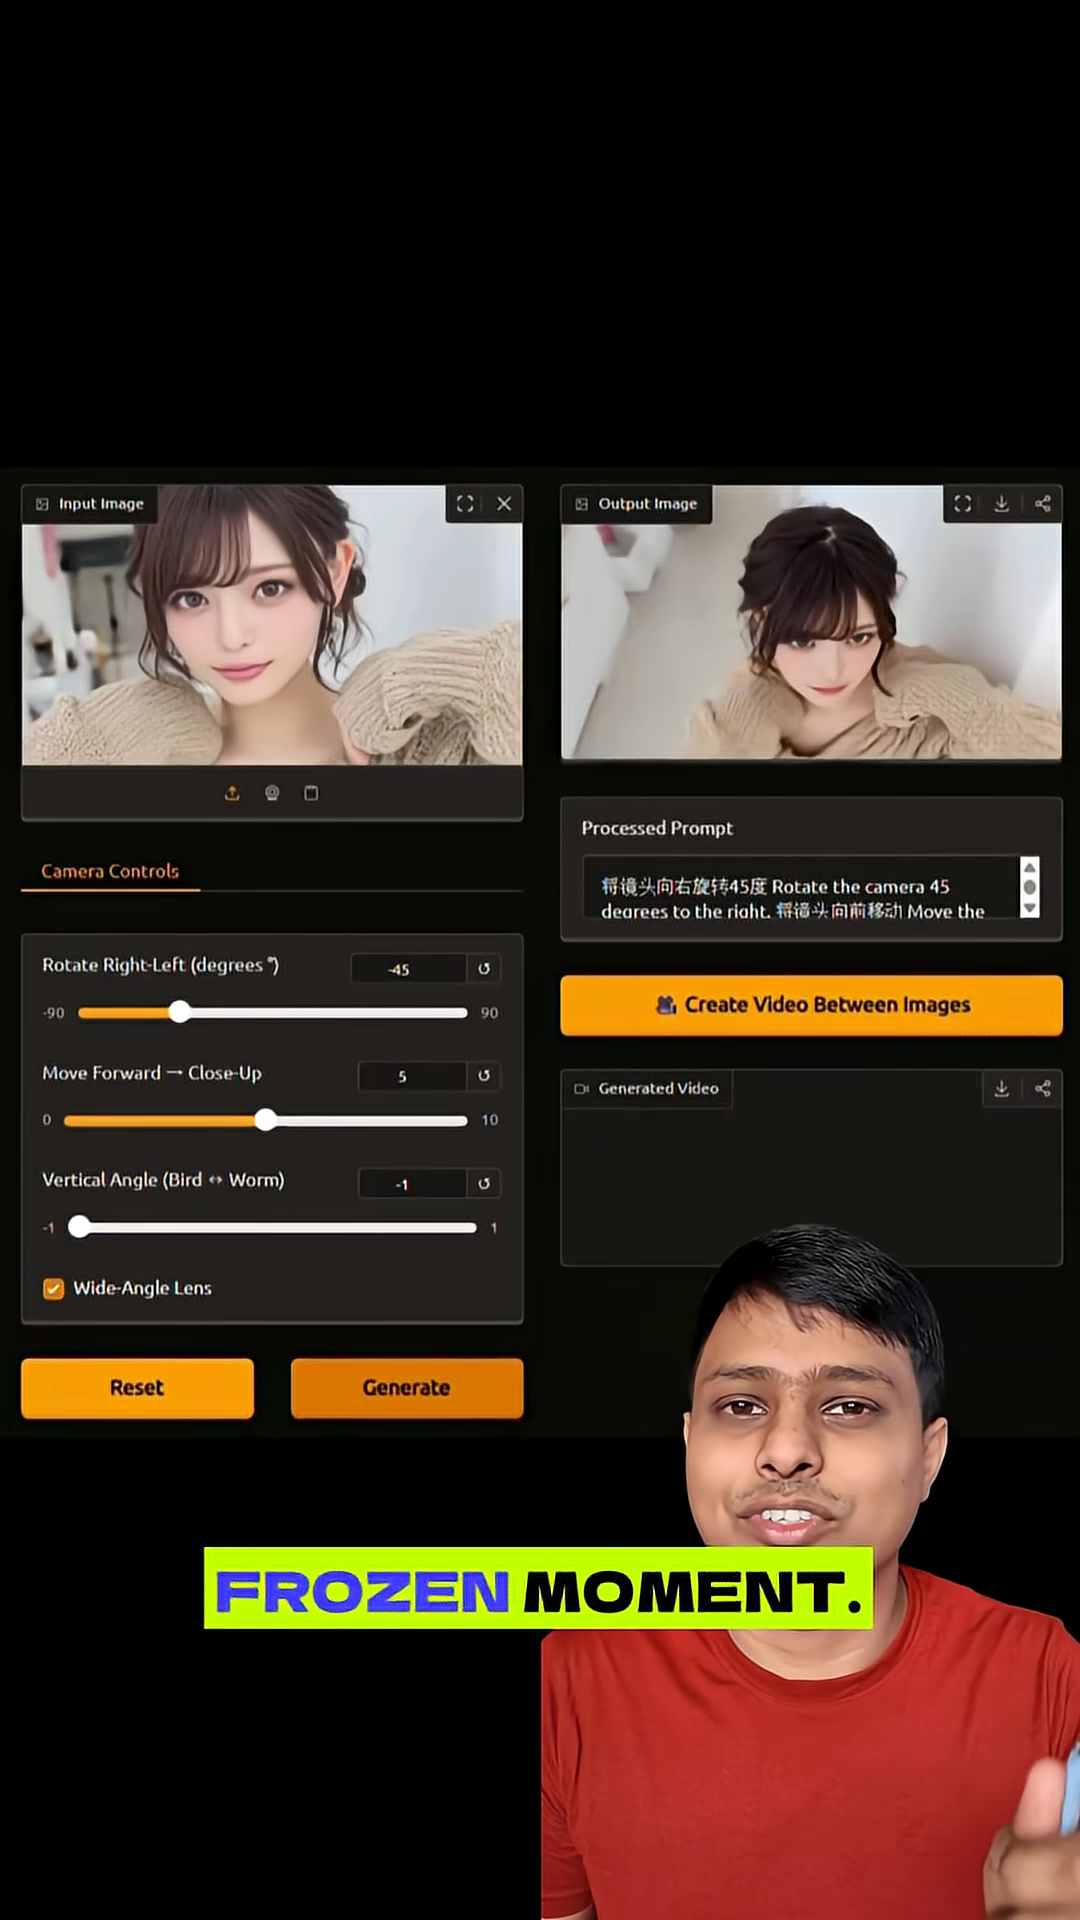 Input Image
Output Image
Camera Controls
Rotate Right-Left (degrees °)
-45
-90
90
Move Forward → Close-Up
5
0
10
Vertical Angle (Bird ↔ Worm)
-1
-1
1
Wide-Angle Lens
Reset
Generate
Processed Prompt
将镜头向右旋转45度 Rotate the camera 45
degrees to the right. 将镜头向前移动 Move the
Create Video Between Images
Generated Video
FROZEN MOMENT.